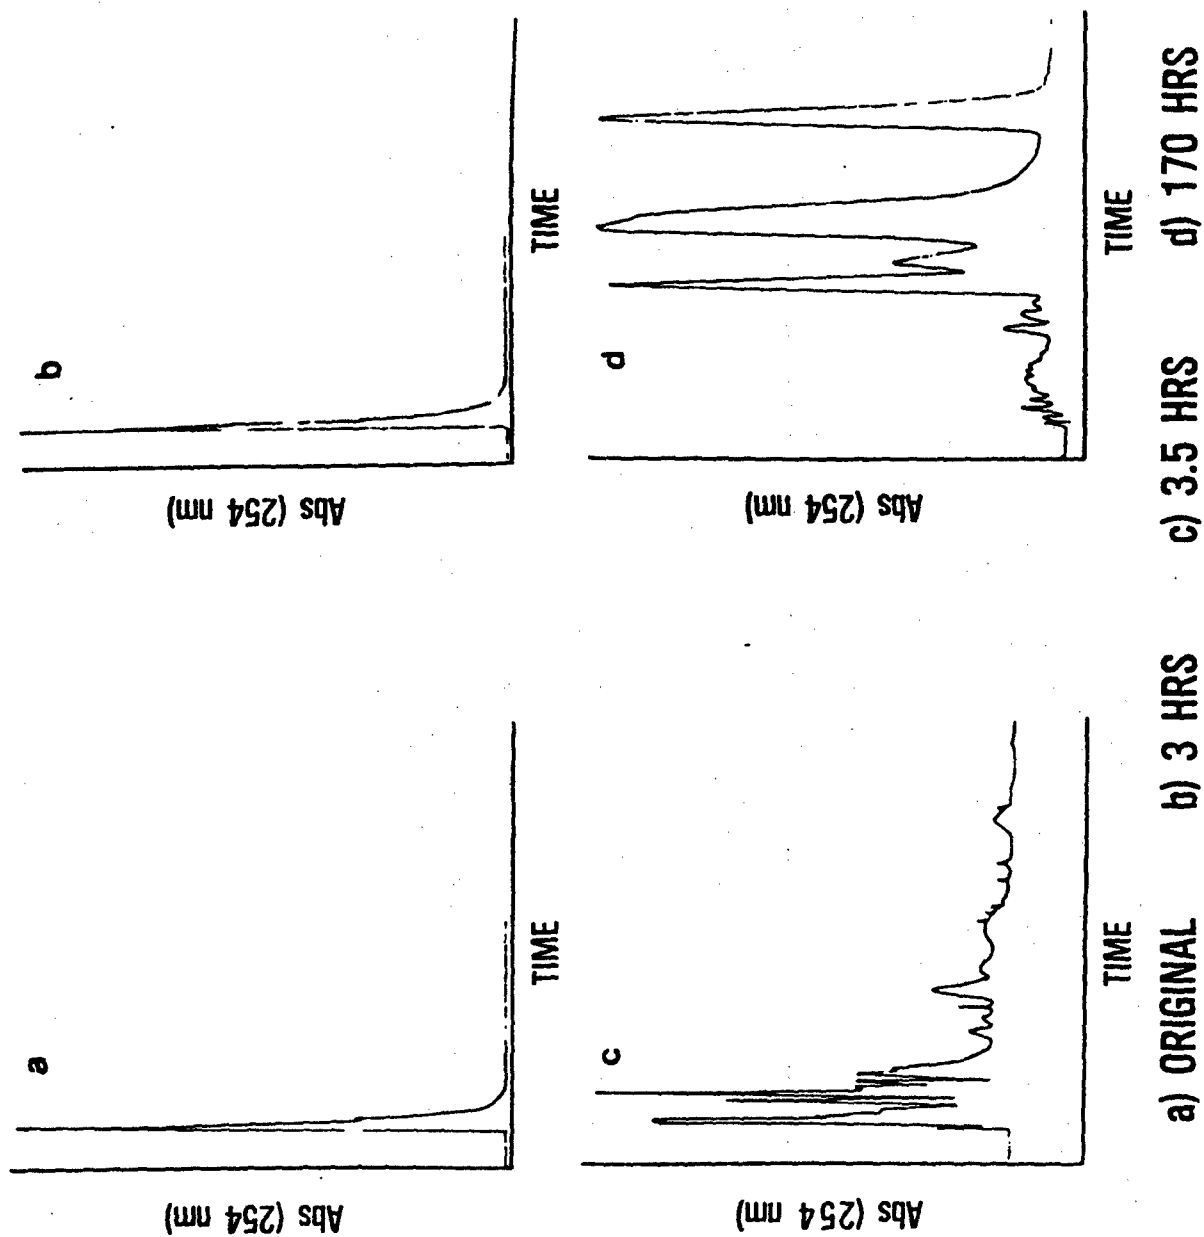 a
Abs (254 nm)
TIME
b
Abs (254 nm)
TIME
c
Abs (254 nm)
TIME
d
Abs (254 nm)
TIME
a) ORIGINAL b) 3 HRS c) 3.5 HRS d) 170 HRS